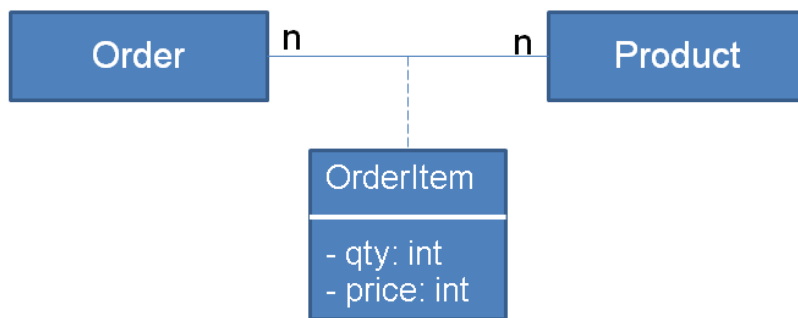 Order
n
n
Product
OrderItem
- qty: int
- price: int